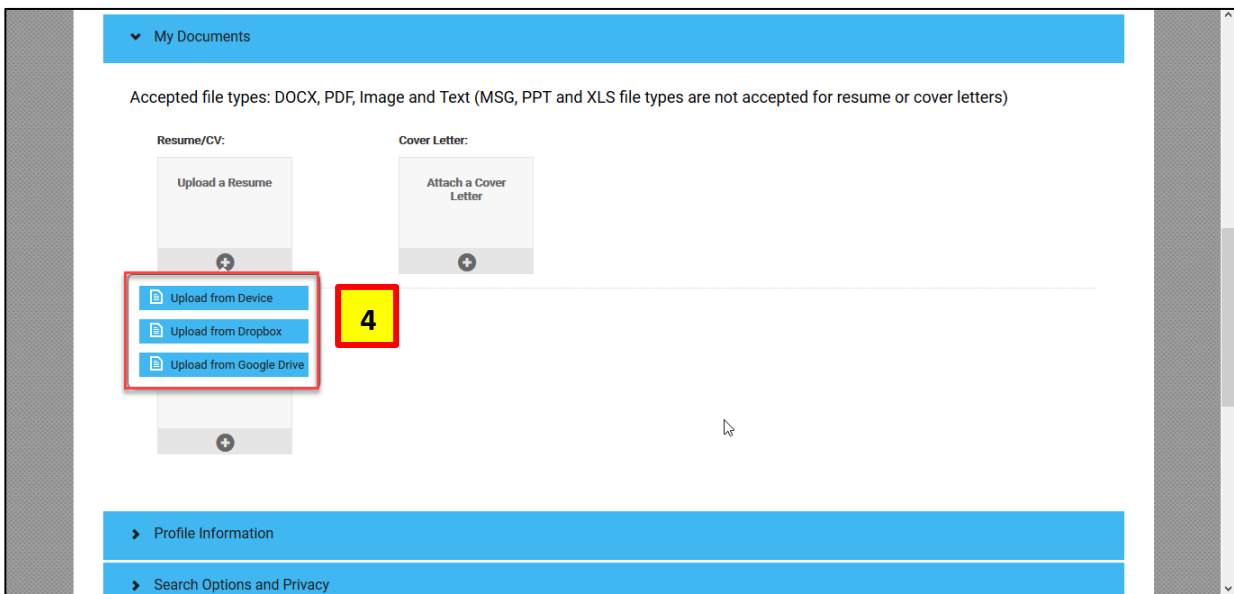 My Documents
Accepted file types: DOCX, PDF, Image and Text (MSG, PPT and XLS file types are not accepted for resume or cover letters)
Resume/CV:
Cover Letter:
Upload a Resume
Attach a Cover
Letter
Upload from Device
Upload from Dropbox
Upload from Google Drive
4
Profile Information
Search Options and Privacy